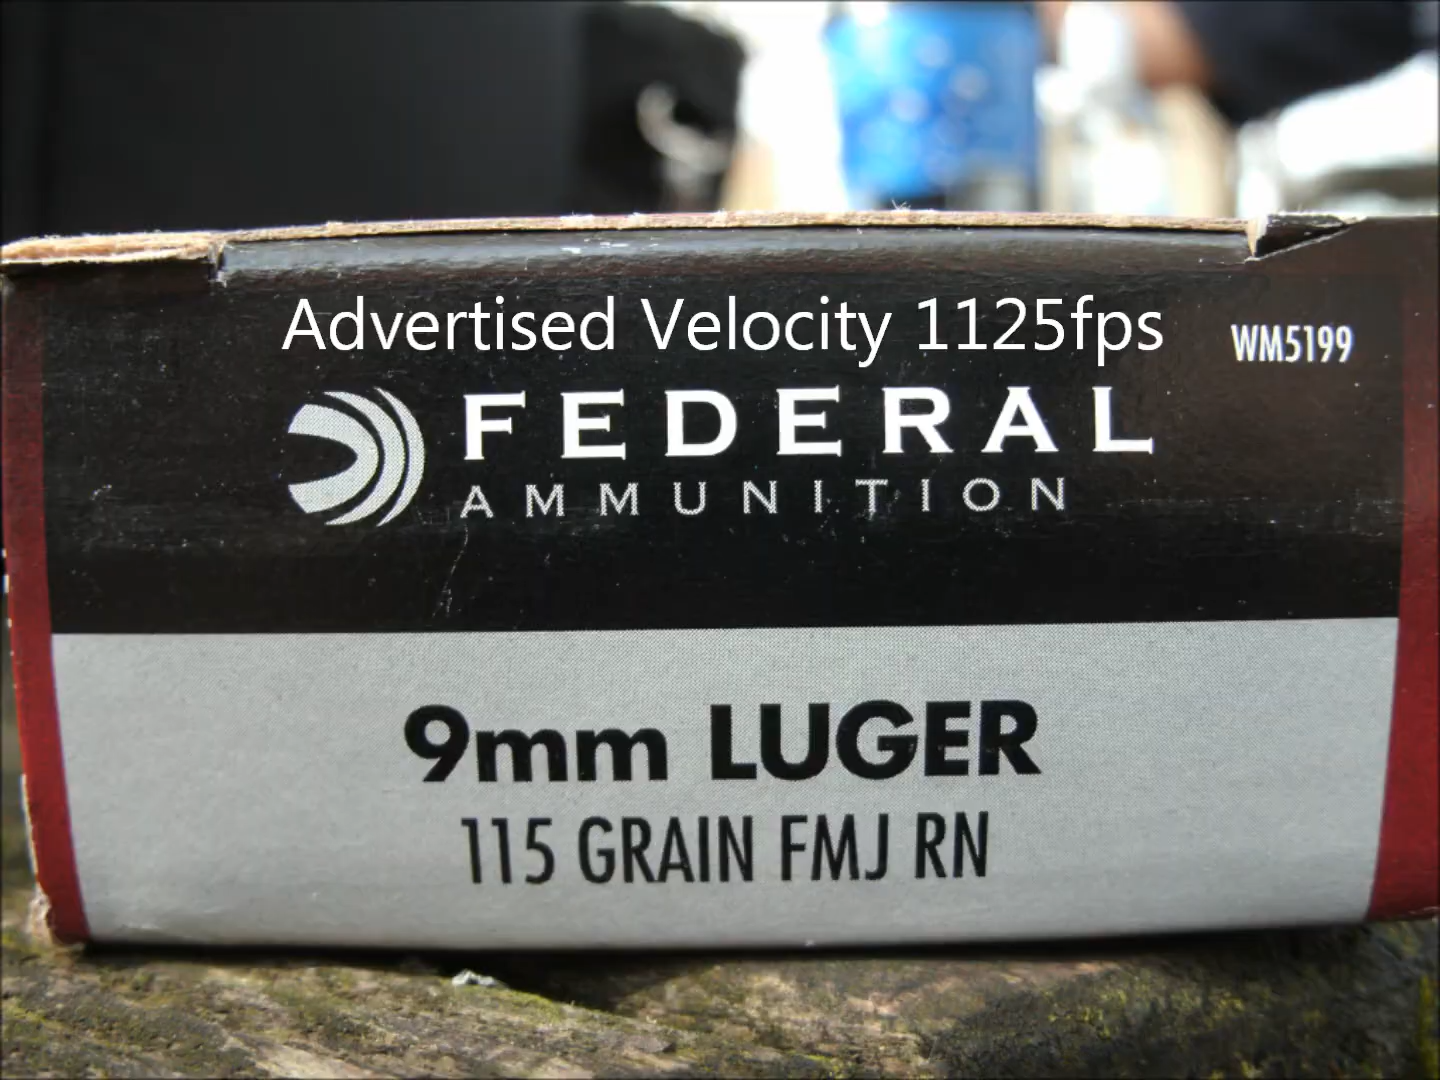 Advertised Velocity 1125fps
WM5199
FEDERAL
AMMUNITION
9mm LUGER
115 GRAIN FMJ RN